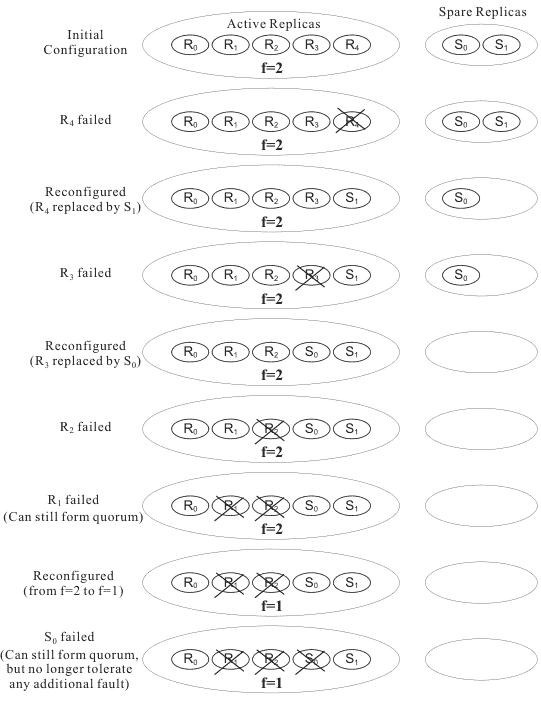 Active Replicas
Spare Replicas
Initial
Configuration
R₀ R₁ R₂ R₃ R₄
S₀ S₁
f=2
R₄ failed
R₀ R₁ R₂ R₃ R₄
S₀ S₁
f=2
Reconfigured
(R₄ replaced by S₁)
R₀ R₁ R₂ R₃ S₁
S₀
f=2
R₃ failed
R₀ R₁ R₂ R₃ S₁
S₀
f=2
Reconfigured
(R₃ replaced by S₀)
R₀ R₁ R₂ S₀ S₁
f=2
R₂ failed
R₀ R₁ R₂ S₀ S₁
f=2
R₁ failed
(Can still form quorum)
R₀ R₁ R₂ S₀ S₁
f=2
Reconfigured
(from f=2 to f=1)
R₀ R₁ R₂ S₀ S₁
f=1
S₀ failed
(Can still form quorum,
but no longer tolerate
any additional fault)
R₀ R₁ R₂ S₀ S₁
f=1